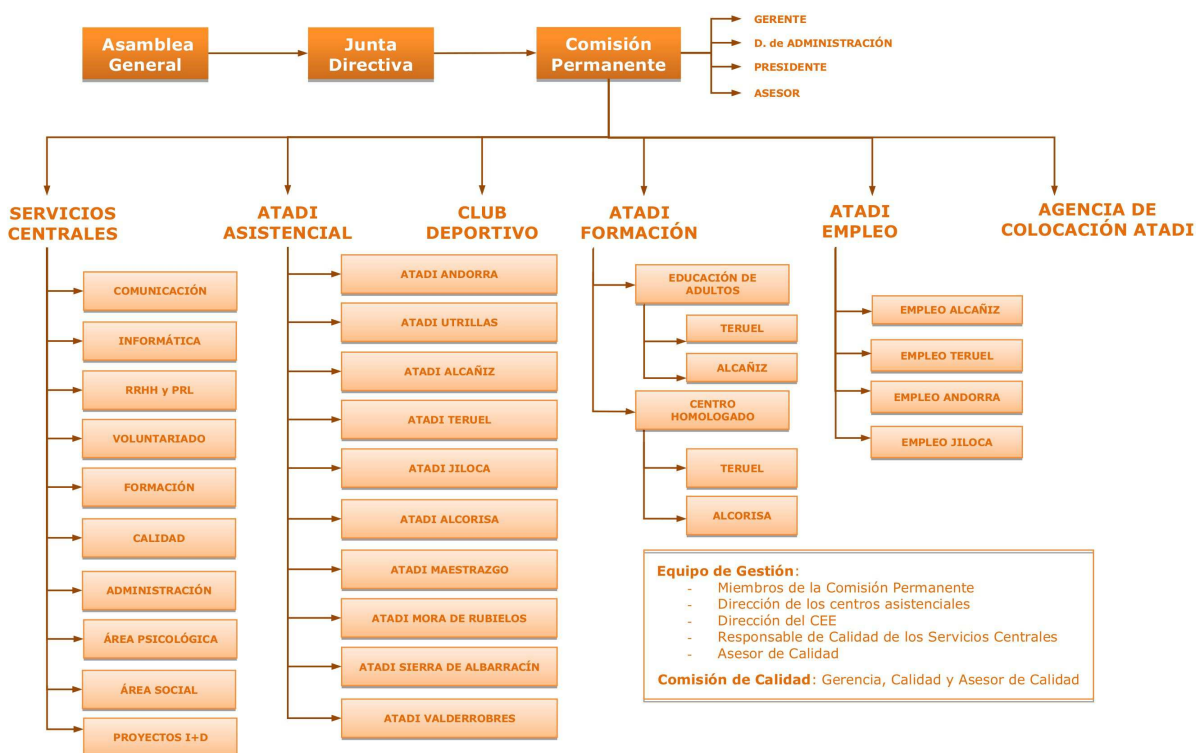 Asamblea
General
Junta
Directiva
Comisión
Permanente
GERENTE
D. de ADMINISTRACIÓN
PRESIDENTE
ASESOR
SERVICIOS
CENTRALES
COMUNICACIÓN
INFORMÁTICA
RRHH y PRL
VOLUNTARIADO
FORMACIÓN
CALIDAD
ADMINISTRACIÓN
ÁREA PSICOLÓGICA
ÁREA SOCIAL
PROYECTOS I+D
ATADI
ASISTENCIAL
ATADI ANDORRA
ATADI UTRILLAS
ATADI ALCAÑIZ
ATADI TERUEL
ATADI JILOCA
ATADI ALCORISA
ATADI MAESTRAZGO
ATADI MORA DE RUBIELOS
ATADI SIERRA DE ALBARRACÍN
ATADI VALDERROBRES
CLUB
DEPORTIVO
ATADI
FORMACIÓN
EDUCACIÓN DE
ADULTOS
TERUEL
ALCAÑIZ
CENTRO
HOMOLOGADO
TERUEL
ALCORISA
ATADI
EMPLEO
EMPLEO ALCAÑIZ
EMPLEO TERUEL
EMPLEO ANDORRA
EMPLEO JILOCA
AGENCIA DE
COLOCACIÓN ATADI
Equipo de Gestión:
- Miembros de la Comisión Permanente
- Dirección de los centros asistenciales
- Dirección del CEE
- Responsable de Calidad de los Servicios Centrales
- Asesor de Calidad
Comisión de Calidad: Gerencia, Calidad y Asesor de Calidad